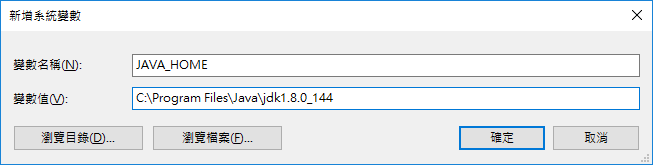 新增系統變數
變數名稱(N):
JAVA_HOME
變數值(V):
C:\Program Files\Java\jdk1.8.0_144
瀏覽目錄(D)...
瀏覽檔案(F)...
確定
取消